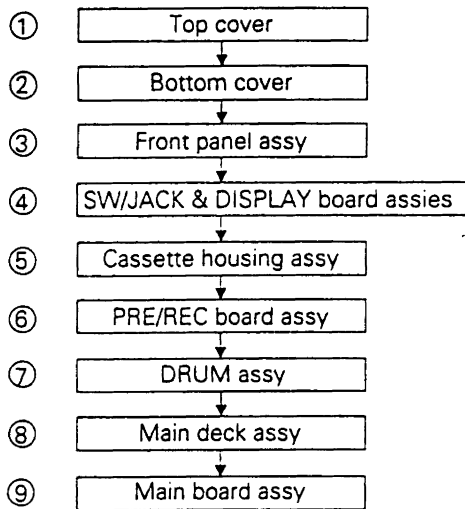 ① Top cover
② Bottom cover
③ Front panel assy
④ SW/JACK & DISPLAY board assies
⑤ Cassette housing assy
⑥ PRE/REC board assy
⑦ DRUM assy
⑧ Main deck assy
⑨ Main board assy